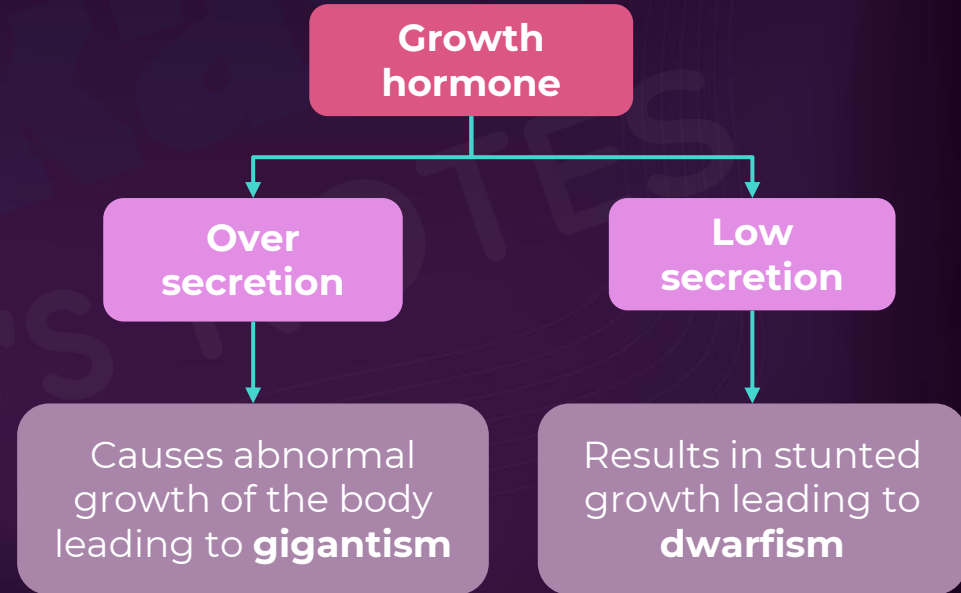 Growth
hormone
Over
secretion
Low
secretion
Causes abnormal
growth of the body
leading to gigantism
Results in stunted
growth leading to
dwarfism
'S NOTES